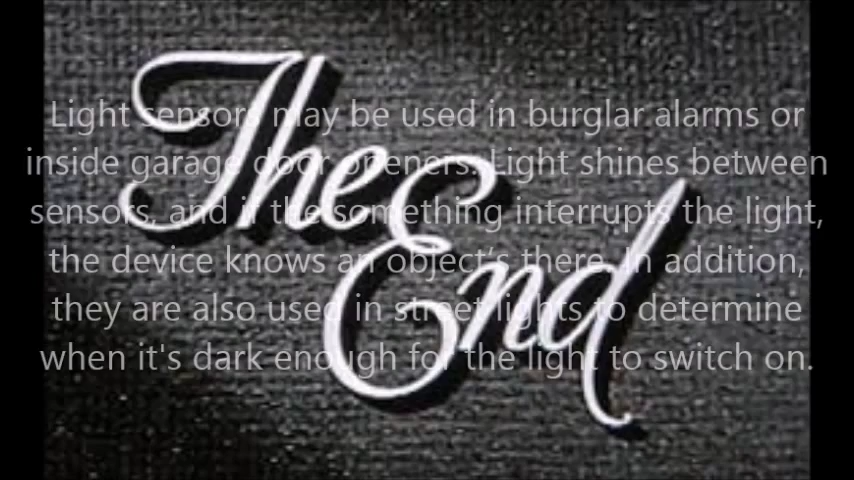 The End
Light sensors may be used in burglar alarms or
inside garage door openers. Light shines between
sensors, and if the something interrupts the light,
the device knows an object's there. In addition,
they are also used in street lights to determine
when it's dark enough for the light to switch on.